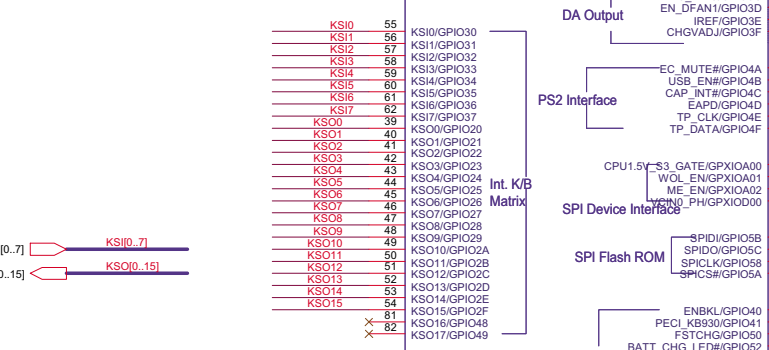 DA Output
EN_DFAN1/GPIO3D
IREF/GPIO3E
CHGVADJ/GPIO3F
KSI0 55 KSI0/GPIO30
KSI1 56 KSI1/GPIO31
KSI2 57 KSI2/GPIO32
KSI3 58 KSI3/GPIO33
KSI4 59 KSI4/GPIO34
KSI5 60 KSI5/GPIO35
KSI6 61 KSI6/GPIO36
KSI7 62 KSI7/GPIO37
KSO0 39 KSO0/GPIO20
KSO1 40 KSO1/GPIO21
KSO2 41 KSO2/GPIO22
KSO3 42 KSO3/GPIO23
KSO4 43 KSO4/GPIO24
KSO5 44 KSO5/GPIO25
KSO6 45 KSO6/GPIO26
KSO7 46 KSO7/GPIO27
KSO8 47 KSO8/GPIO28
KSO9 48 KSO9/GPIO29
KSO10 49 KSO10/GPIO2A
KSO11 50 KSO11/GPIO2B
KSO12 51 KSO12/GPIO2C
KSO13 52 KSO13/GPIO2D
KSO14 53 KSO14/GPIO2E
KSO15 54 KSO15/GPIO2F
81 KSO16/GPIO48
82 KSO17/GPIO49
Int. K/B
Matrix
PS2 Interface
EC_MUTE#/GPIO4A
USB_EN#/GPIO4B
CAP_INT#/GPIO4C
EAPD/GPIO4D
TP_CLK/GPIO4E
TP_DATA/GPIO4F
CPU1.5V_S3_GATE/GPXIOA00
WOL_EN/GPXIOA01
ME_EN/GPXIOA02
VCIN0_PH/GPXIOD00
SPI Device Interface
SPI Flash ROM
SPIDI/GPIO5B
SPIDO/GPIO5C
SPICLK/GPIO58
SPICS#/GPIO5A
ENBKL/GPIO40
PECI_KB930/GPIO41
FSTCHG/GPIO50
BATT_CHG_LED#/GPIO52
[0..7] KSI[0..7]
0..15] KSO[0..15]